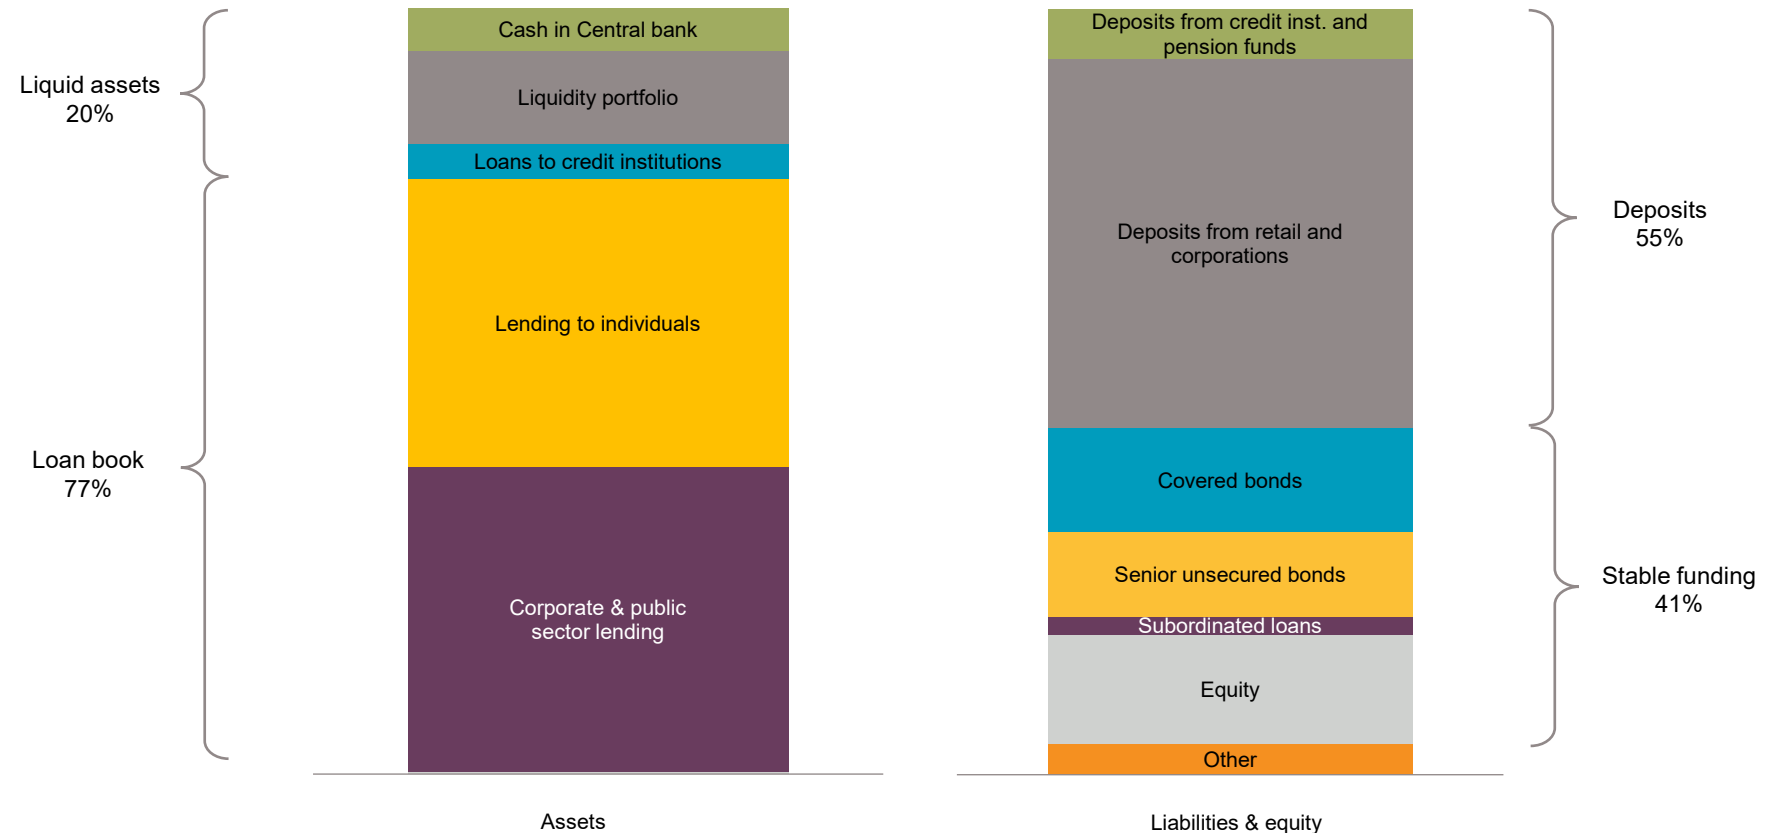 Liquid assets
20%
Loan book
77%
Cash in Central bank
Liquidity portfolio
Loans to credit institutions
Lending to individuals
Corporate & public
sector lending
Assets
Deposits from credit inst. and
pension funds
Deposits from retail and
corporations
Covered bonds
Senior unsecured bonds
Subordinated loans
Equity
Other
Liabilities & equity
Deposits
55%
Stable funding
41%